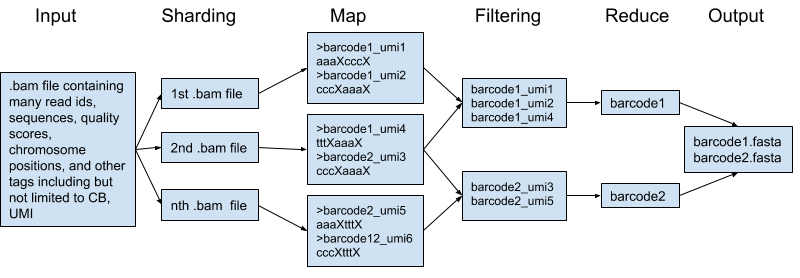 Input
Sharding
Map
Filtering
Reduce
Output
.bam file containing
many read ids,
sequences, quality
scores,
chromosome
positions, and other
tags including but
not limited to CB,
UMI
1st .bam file
2nd .bam file
nth .bam  file
>barcode1_umi1
aaaXcccX
>barcode1_umi2
cccXaaaX
>barcode1_umi4
tttXaaaX
>barcode2_umi3
cccXaaaX
>barcode2_umi5
aaaXtttX
>barcode12_umi6
cccXtttX
barcode1_umi1
barcode1_umi2
barcode1_umi4
barcode2_umi3
barcode2_umi5
barcode1
barcode2
barcode1.fasta
barcode2.fasta